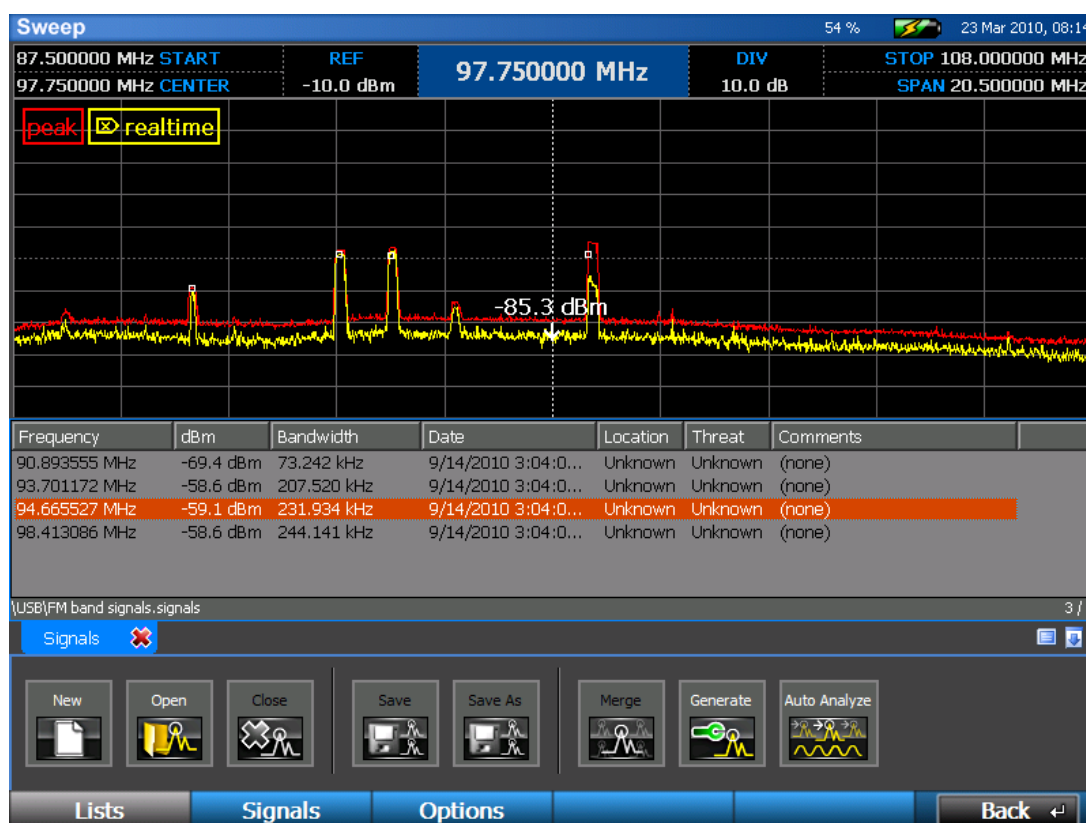 Sweep 54 % 23 Mar 2010, 08:14
87.500000 MHz START REF 97.750000 MHz DIV STOP 108.000000 MHz
97.750000 MHz CENTER -10.0 dBm 10.0 dB SPAN 20.500000 MHz
peak realtime
-85.3 dBm
Frequency dBm Bandwidth Date Location Threat Comments
90.893555 MHz -69.4 dBm 73.242 kHz 9/14/2010 3:04:0... Unknown Unknown (none)
93.701172 MHz -58.6 dBm 207.520 kHz 9/14/2010 3:04:0... Unknown Unknown (none)
94.665527 MHz -59.1 dBm 231.934 kHz 9/14/2010 3:04:0... Unknown Unknown (none)
98.413086 MHz -58.6 dBm 244.141 kHz 9/14/2010 3:04:0... Unknown Unknown (none)
\USB\FM band signals.signals 3 /
Signals
New Open Close Save Save As Merge Generate Auto Analyze
Lists Signals Options Back